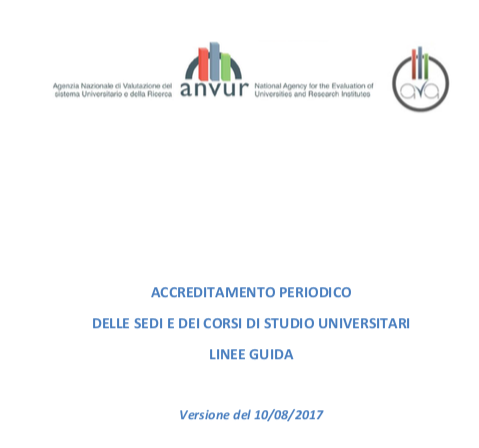 Agenzia Nazionale di Valutazione del
sistema Universitario e della Ricerca
anvur
National Agency for the Evaluation of
Universities and Research Institutes
ava
ACCREDITAMENTO PERIODICO
DELLE SEDI E DEI CORSI DI STUDIO UNIVERSITARI
LINEE GUIDA
Versione del 10/08/2017